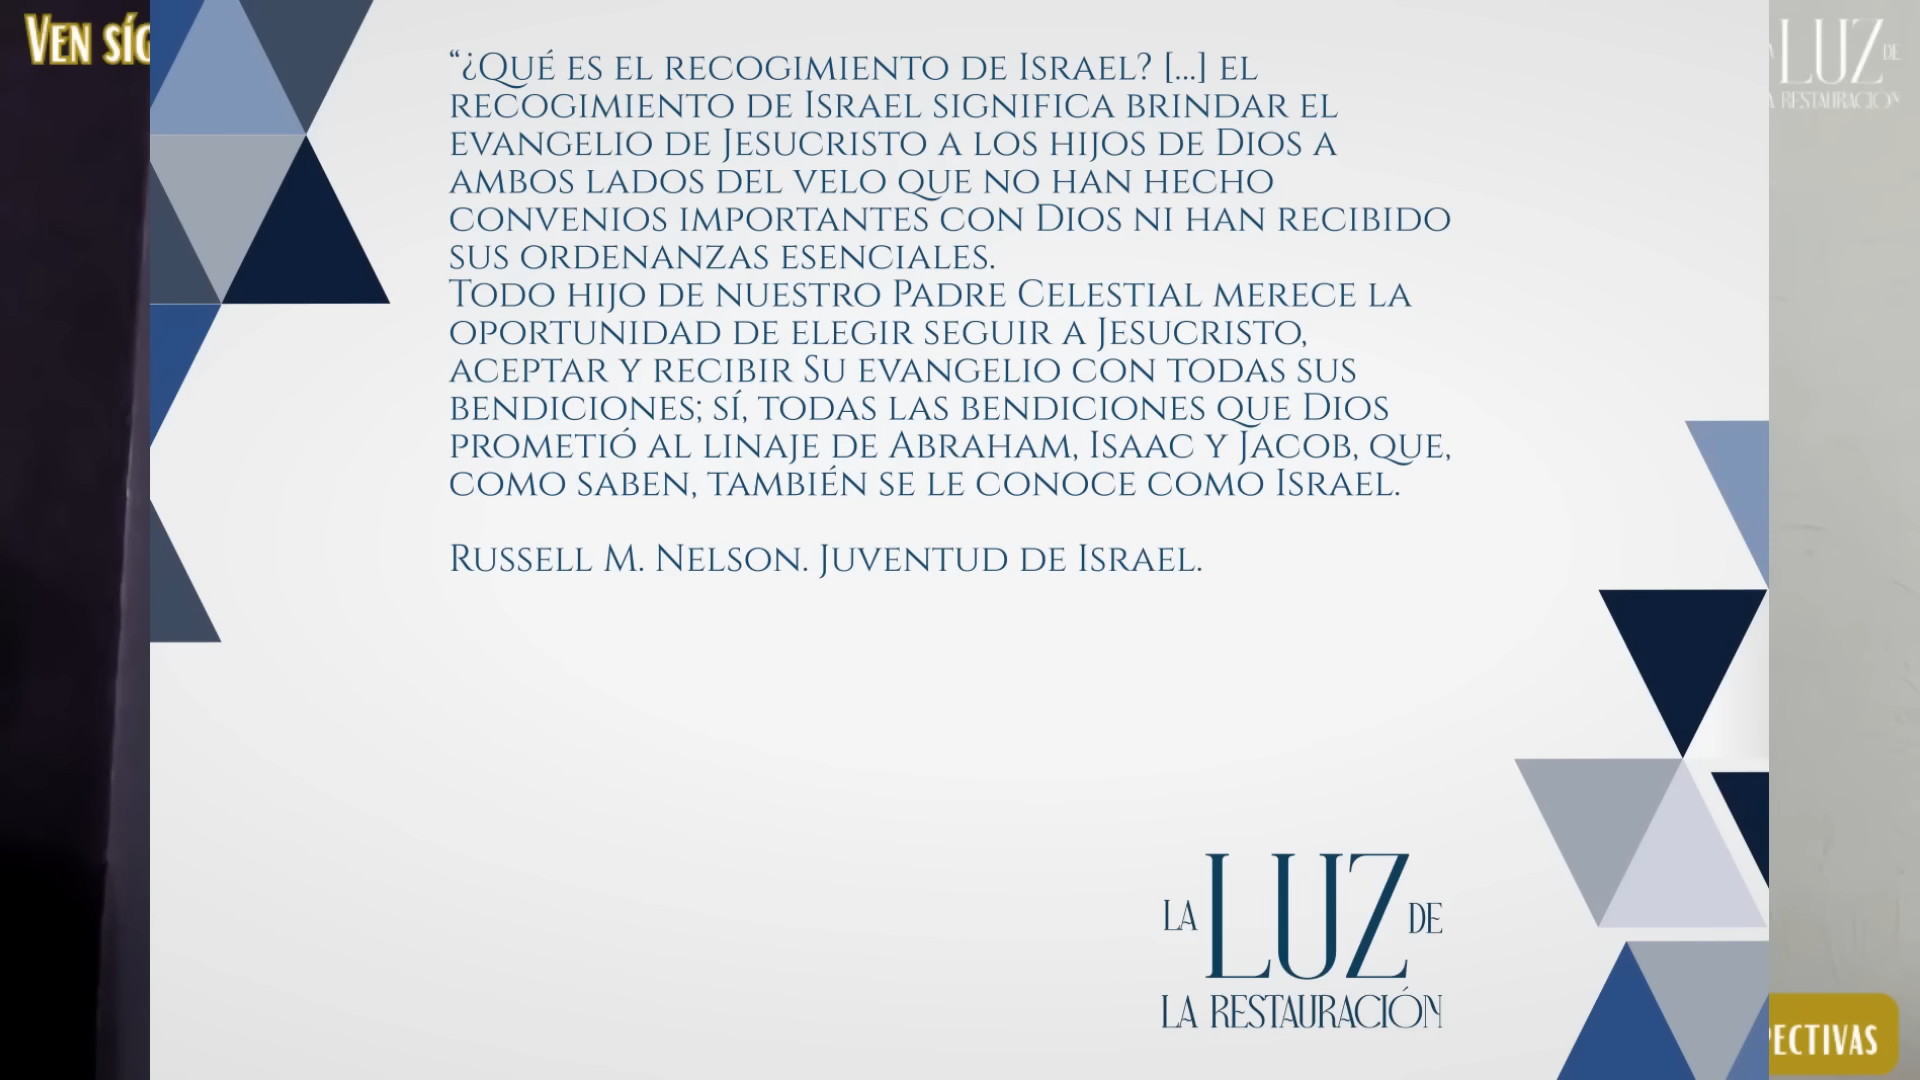 VEN SÍG
LUZ DE
LA RESTAURACIÓN
“¿Qué es el recogimiento de Israel? [...] el
recogimiento de Israel significa brindar el
evangelio de Jesucristo a los hijos de Dios a
ambos lados del velo que no han hecho
convenios importantes con Dios ni han recibido
sus ordenanzas esenciales.
Todo hijo de nuestro Padre Celestial merece la
oportunidad de elegir seguir a Jesucristo,
aceptar y recibir Su evangelio con todas sus
bendiciones; sí, todas las bendiciones que Dios
prometió al linaje de Abraham, Isaac y Jacob, que,
como saben, también se le conoce como Israel.
Russell M. Nelson. Juventud de Israel.
LA LUZ DE
LA RESTAURACIÓN
PECTIVAS